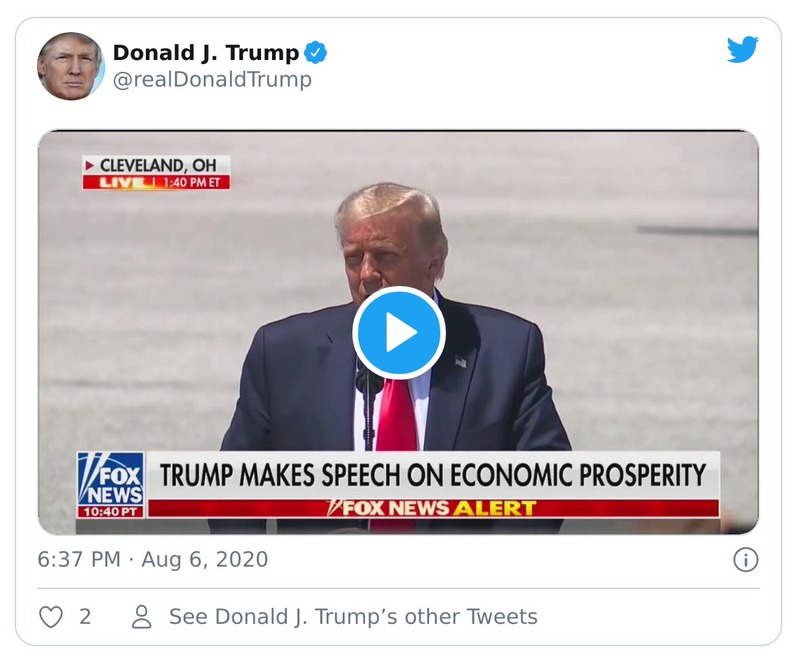 Donald J. Trump
@realDonaldTrump
CLEVELAND, OH
LIVE | 1:40 PM ET
FOX
NEWS
10:40 PT
TRUMP MAKES SPEECH ON ECONOMIC PROSPERITY
FOX NEWS ALERT
6:37 PM · Aug 6, 2020
2
See Donald J. Trump’s other Tweets